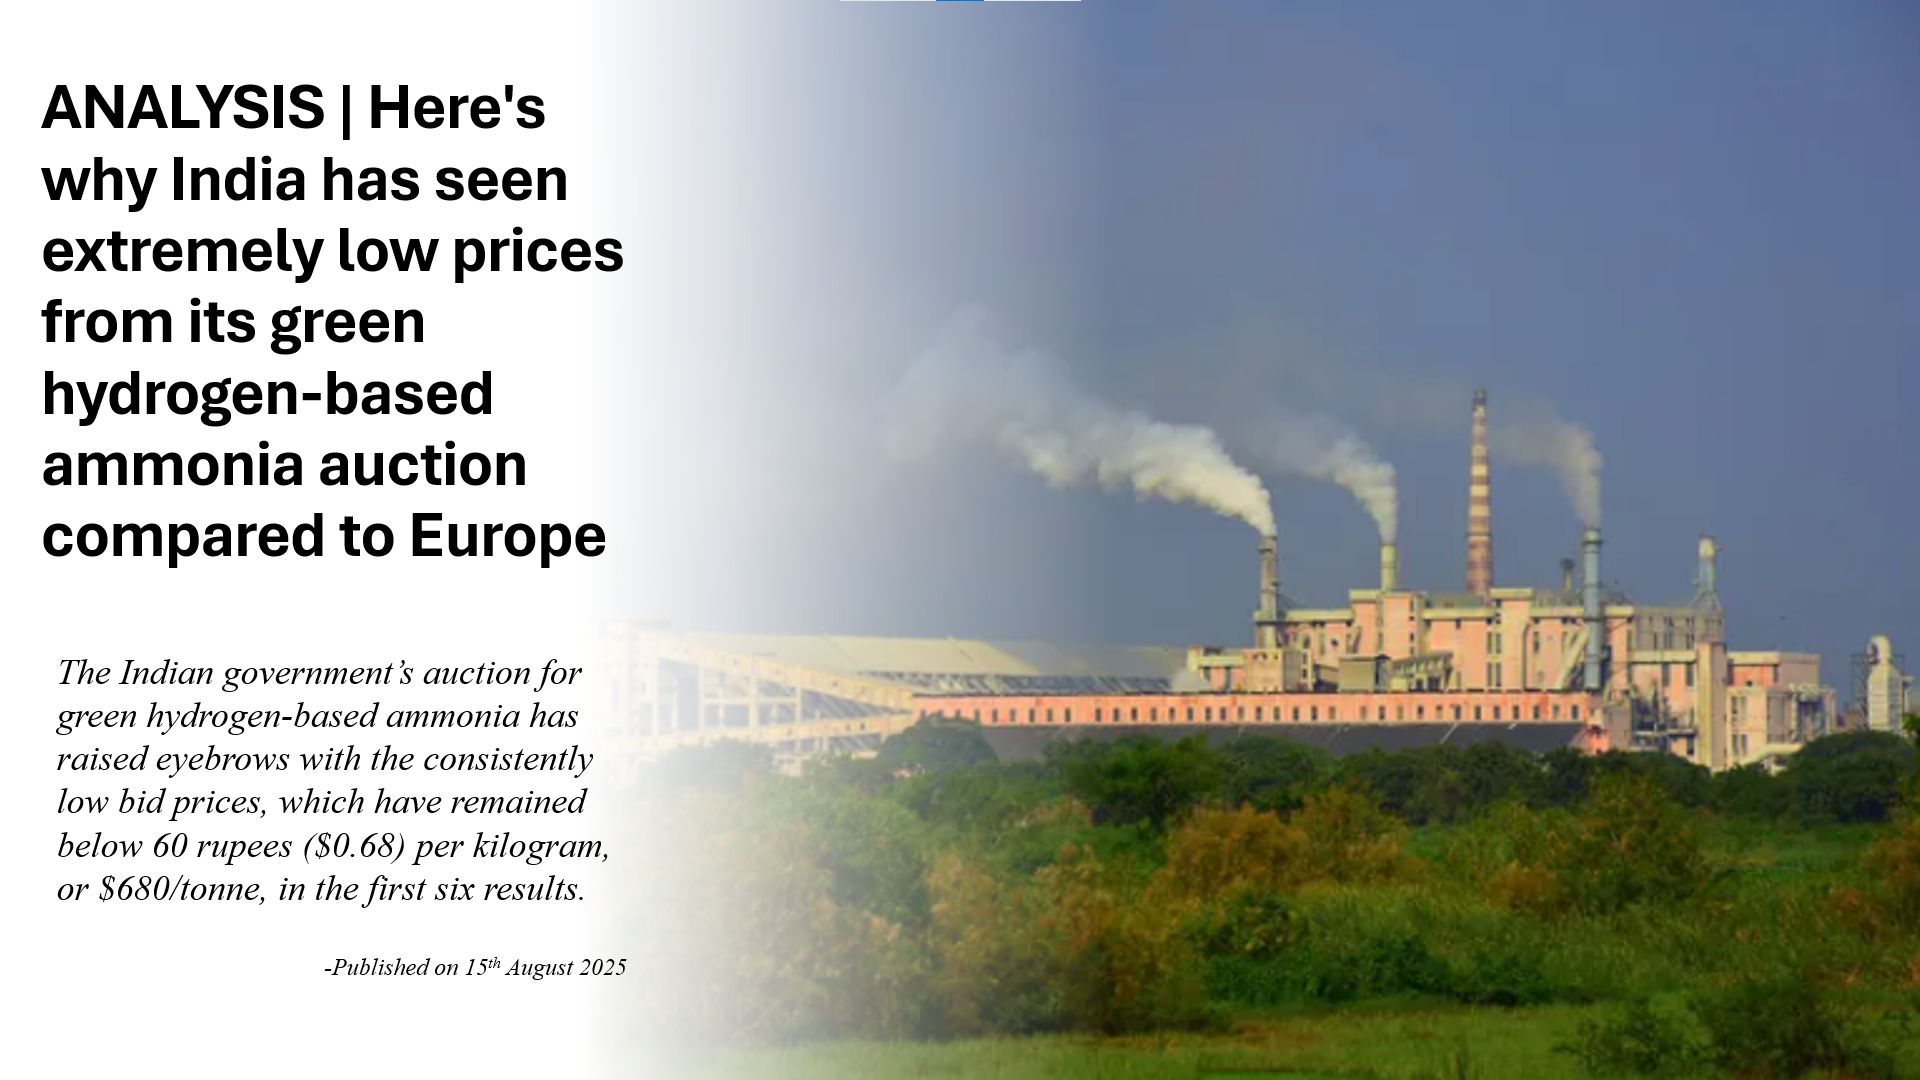 ANALYSIS | Here's
why India has seen
extremely low prices
from its green
hydrogen-based
ammonia auction
compared to Europe
The Indian government’s auction for
green hydrogen-based ammonia has
raised eyebrows with the consistently
low bid prices, which have remained
below 60 rupees ($0.68) per kilogram,
or $680/tonne, in the first six results.
-Published on 15th August 2025